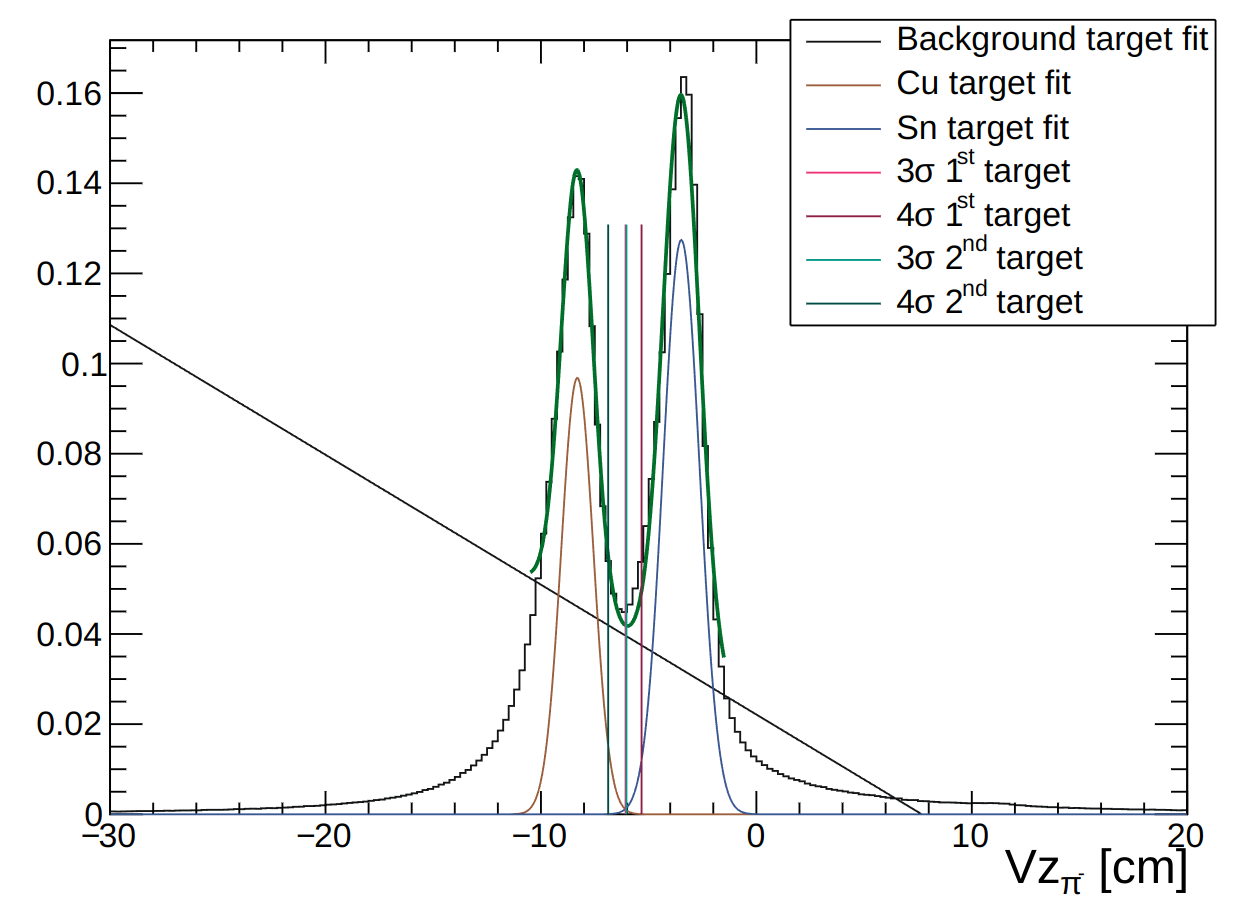 Background target fit
Cu target fit
Sn target fit
3σ 1st target
4σ 1st target
3σ 2nd target
4σ 2nd target
0.16
0.14
0.12
0.1
0.08
0.06
0.04
0.02
0
−30 −20 −10 0 10 20
Vzπ- [cm]